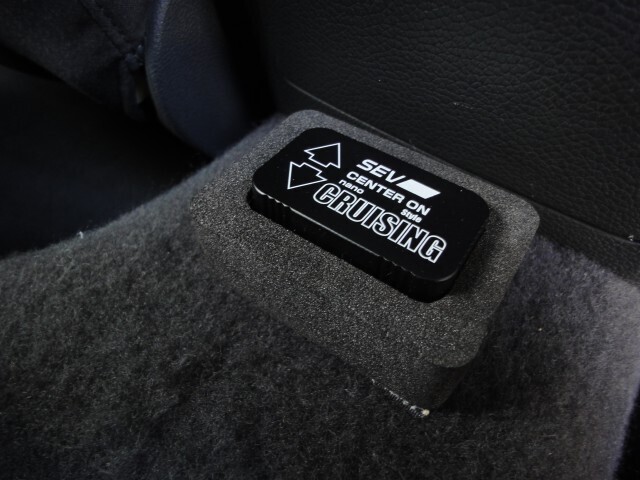 SEV
CENTER ON
nano Style
CRUISING